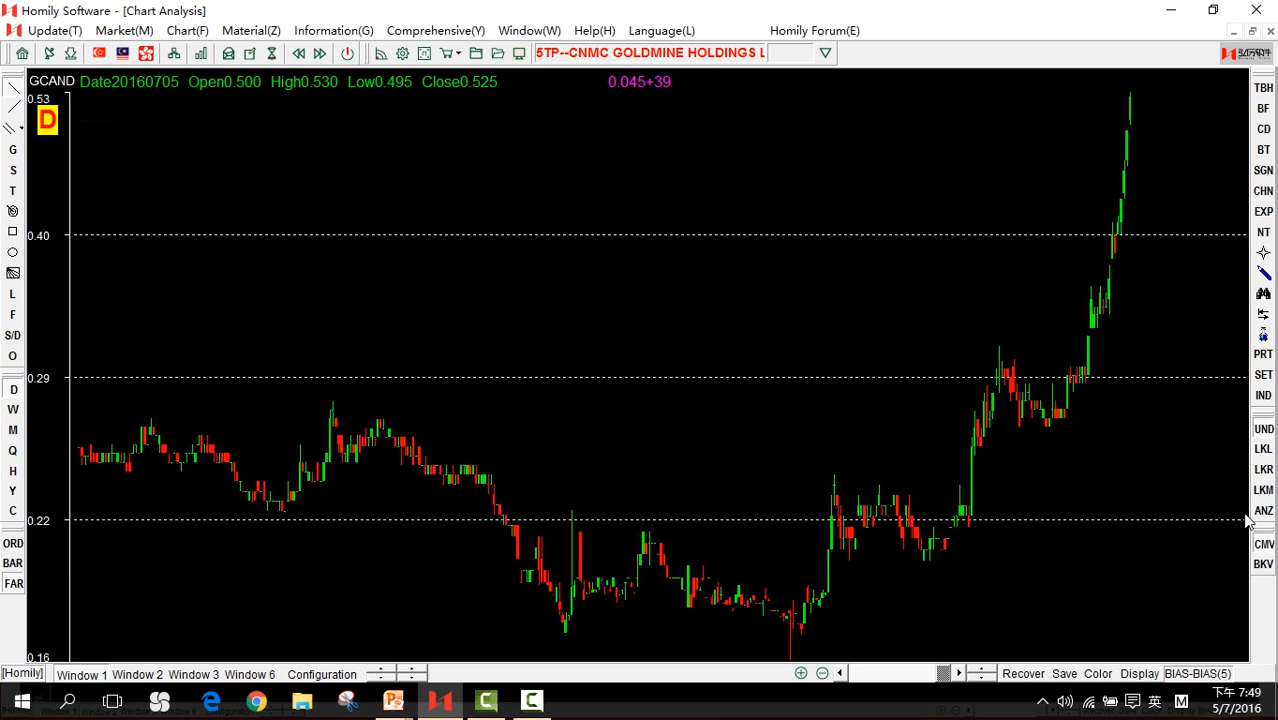 Homily Software - [Chart Analysis]
Update(T) Market(M) Chart(F) Material(Z) Information(G) Comprehensive(Y) Window(W) Help(H) Language(L) Homily Forum(E)
5TP--CNMC GOLDMINE HOLDINGS L
GCAND Date20160705 Open0.500 High0.530 Low0.495 Close0.525 0.045+39
0.53
D
0.40
0.29
0.22
0.16
G
S
T
L
F
S/D
O
D
W
M
Q
H
Y
C
ORD
BAR
FAR
TBH
BF
CD
BT
SGN
CHN
EXP
NT
PRT
SET
IND
UND
LKL
LKR
LKM
ANZ
CMV
BKV
[Homily] Window 1 Window 2 Window 3 Window 6 Configuration Recover Save Color Display BIAS-BIAS(5)
英 M 下午 7:49
5/7/2016